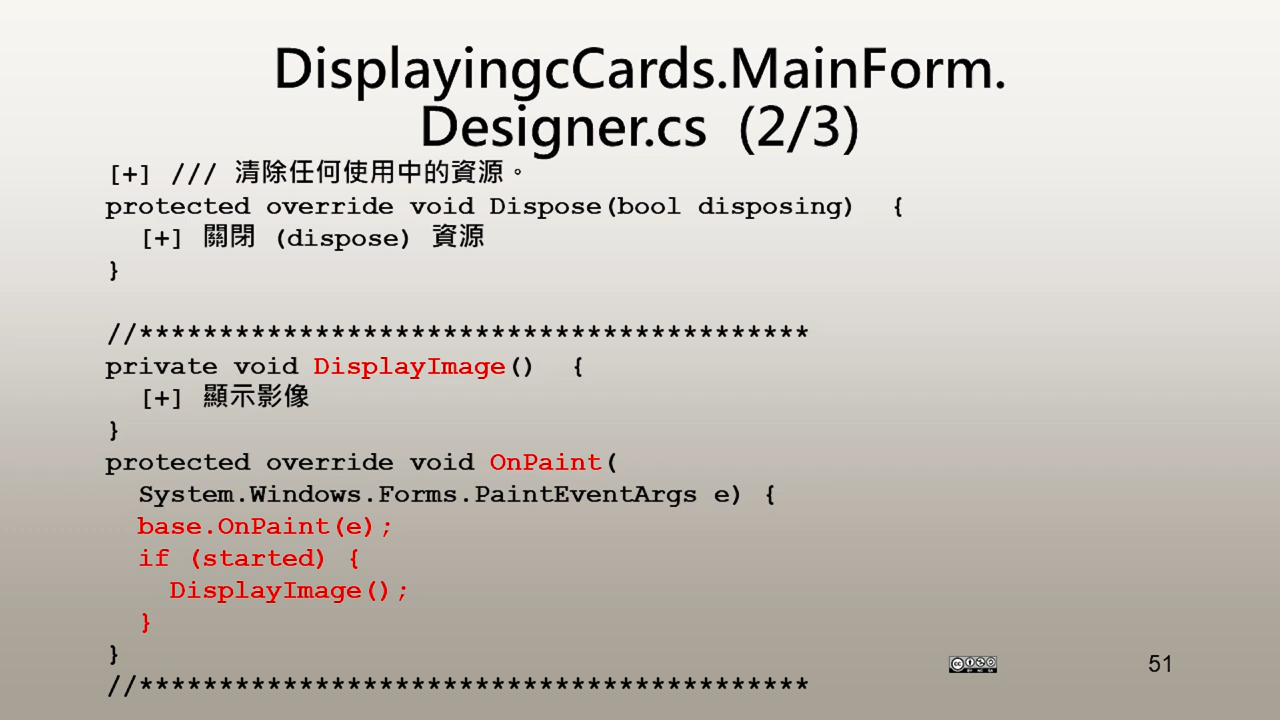 DisplayingcCards.MainForm.
Designer.cs (2/3)
[+] /// 清除任何使用中的資源。
protected override void Dispose(bool disposing)  {
  [+] 關閉 (dispose) 資源
}
//******************************************
private void DisplayImage()  {
  [+] 顯示影像
}
protected override void OnPaint(
  System.Windows.Forms.PaintEventArgs e) {
  base.OnPaint(e);
  if (started) {
    DisplayImage();
  }
}
//******************************************
51